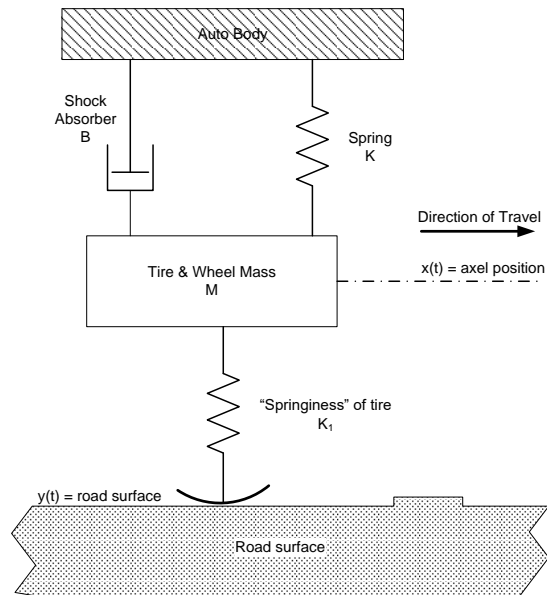 Auto Body
Shock
Absorber
B
Spring
K
Direction of Travel
Tire & Wheel Mass
M
x(t) = axel position
“Springiness” of tire
K₁
y(t) = road surface
Road surface